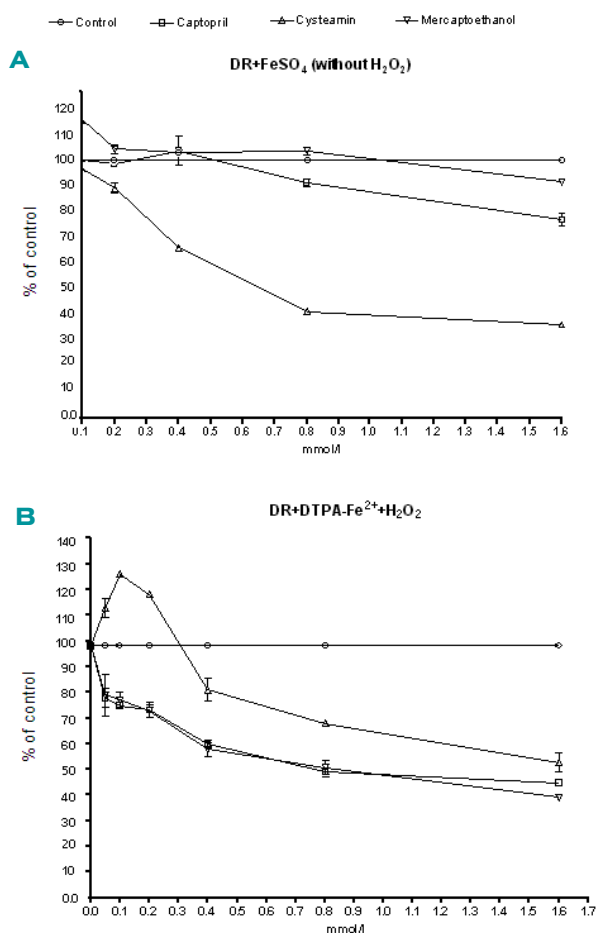 Control Captopril Cysteamin Mercaptoethanol
A
DR+FeSO₄ (without H₂O₂)
120
110
100
90
80
70
60
50
40
30
20
10
0.0
% of control
0.1 0.2 0.3 0.4 0.5 0.6 0.7 0.8 0.9 1.0 1.1 1.2 1.3 1.4 1.5 1.6
mmol/l
B
DR+DTPA-Fe²⁺+H₂O₂
140
130
120
110
100
90
80
70
60
50
40
30
20
10
0.0
% of control
0.0 0.1 0.2 0.3 0.4 0.5 0.6 0.7 0.8 0.9 1.0 1.1 1.2 1.3 1.4 1.5 1.6 1.7
mmol/l